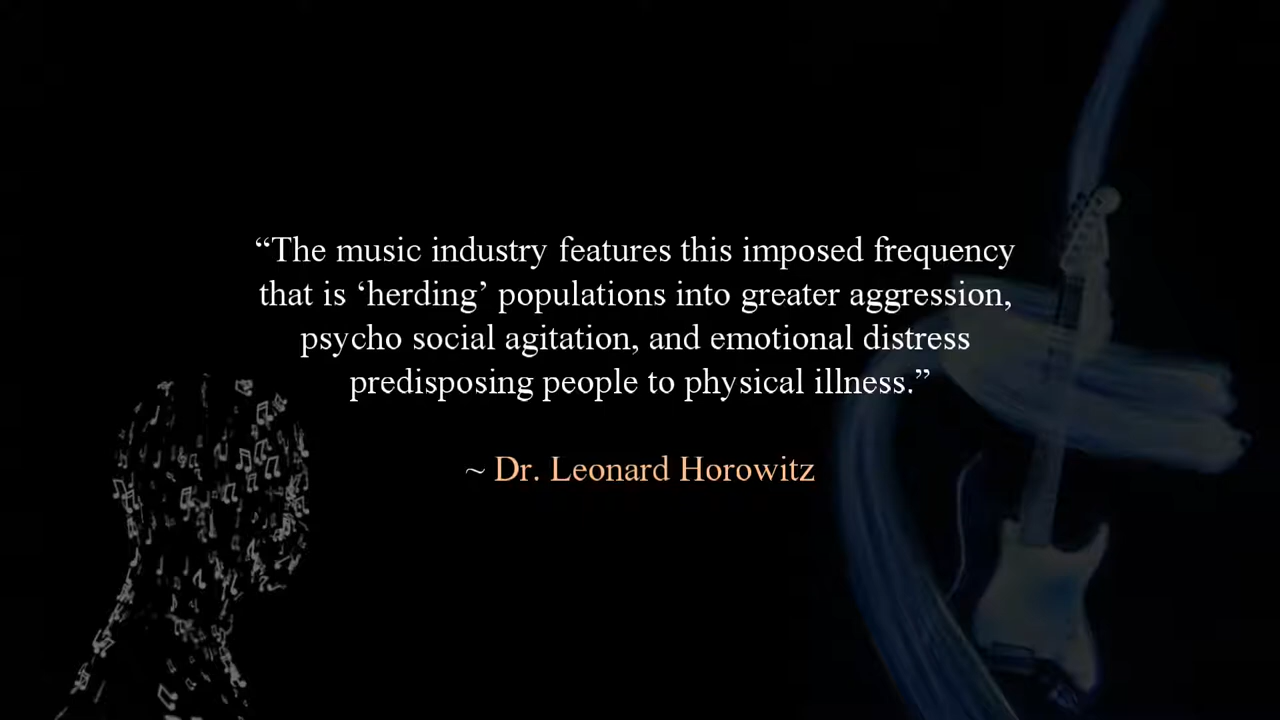 “The music industry features this imposed frequency
that is ‘herding’ populations into greater aggression,
psycho social agitation, and emotional distress
predisposing people to physical illness.”
~ Dr. Leonard Horowitz